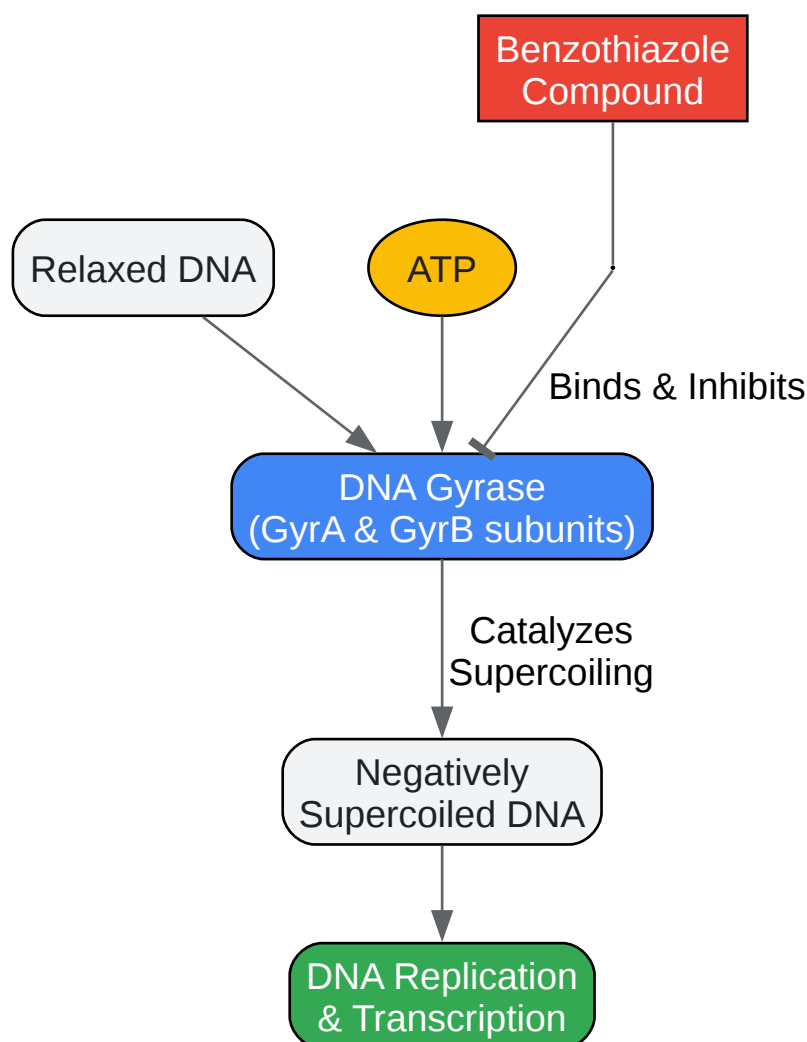 Benzothiazole
Compound
Relaxed DNA
ATP
Binds & Inhibits
DNA Gyrase
(GyrA & GyrB subunits)
Catalyzes
Supercoiling
Negatively
Supercoiled DNA
DNA Replication
& Transcription